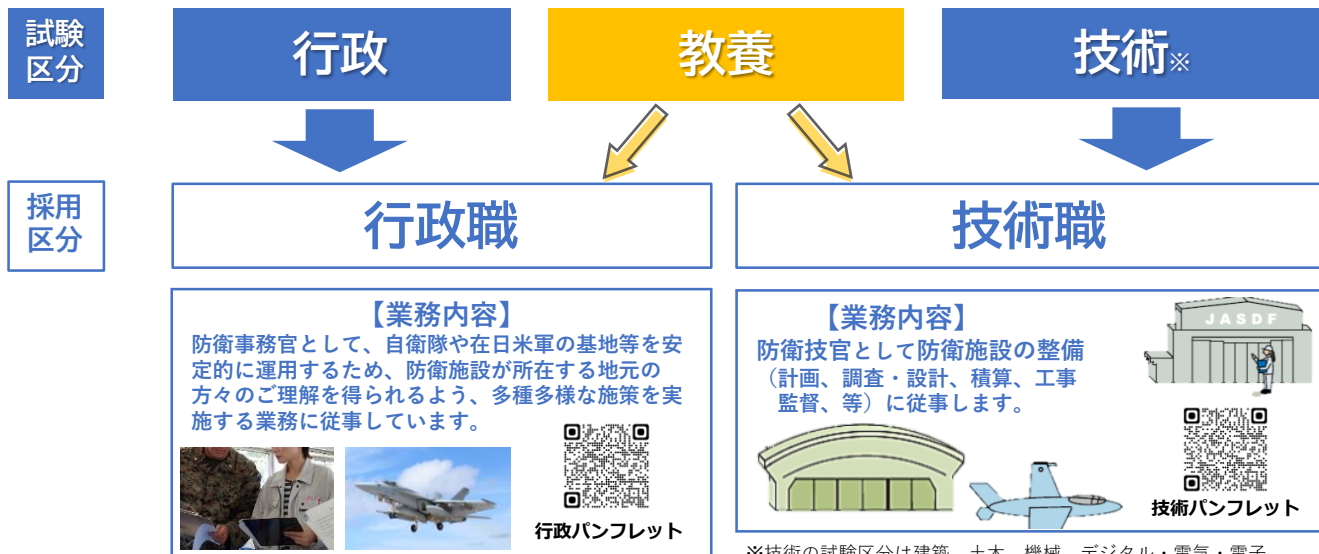 試験
区分
行政
教養
技術※
採用
区分
行政職
技術職
【業務内容】
防衛事務官として、自衛隊や在日米軍の基地等を安
定的に運用するため、防衛施設が所在する地元の
方々のご理解を得られるよう、多種多様な施策を実
施する業務に従事しています。
行政パンフレット
【業務内容】
防衛技官として防衛施設の整備
（計画、調査・設計、積算、工事
監督、等）に従事します。
JASDF
技術パンフレット
※技術の試験区分は建築、土木、機械、デジタル・電気・電子